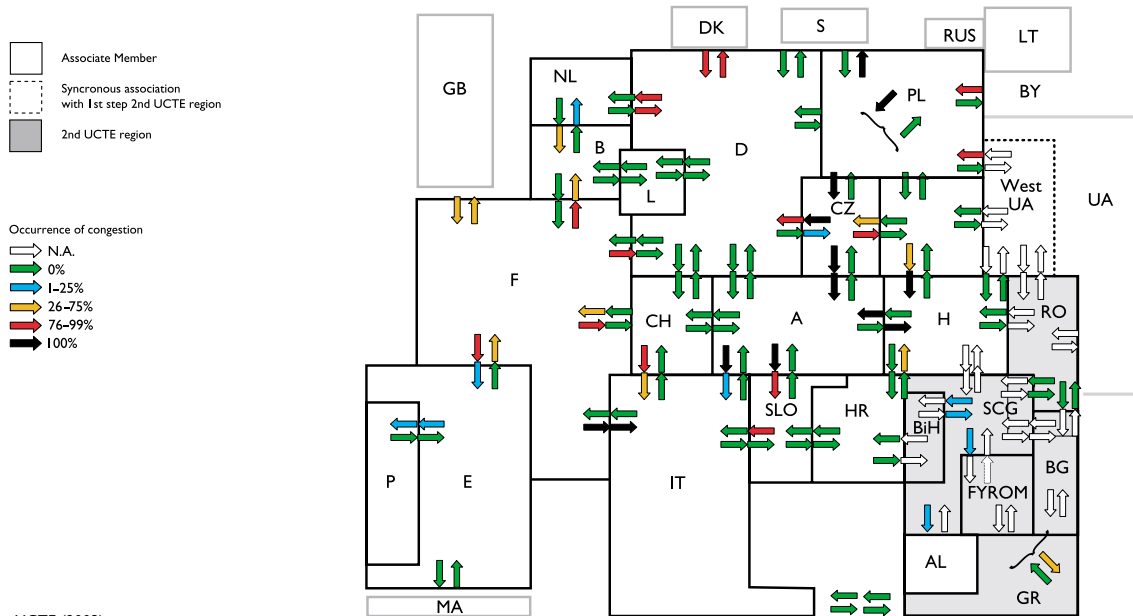 Associate Member
Syncronous association
with 1st step 2nd UCTE region
2nd UCTE region
Occurrence of congestion
N.A.
0%
1–25%
26–75%
76–99%
100%
DK
S
RUS
LT
GB
NL
PL
BY
B
D
L
CZ
West
UA
UA
F
CH
A
H
RO
SLO
HR
BiH
SCG
P
E
IT
FYROM
BG
AL
GR
MA